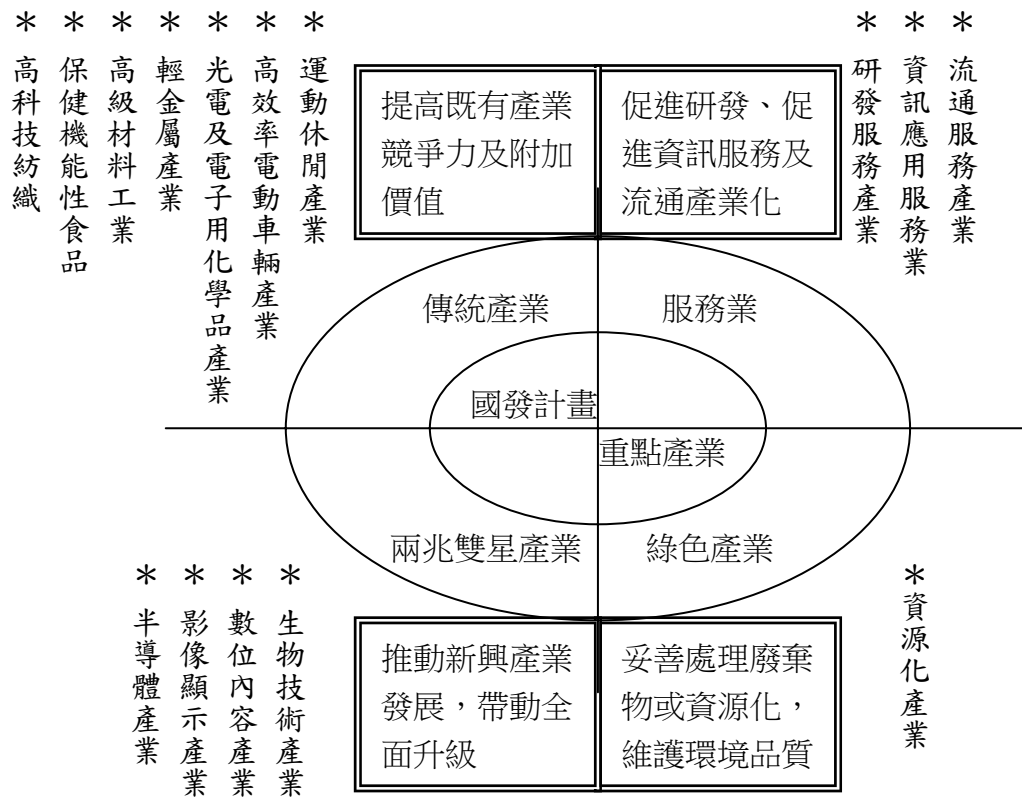 ＊運動休閒產業
＊高效率電動車輛產業
＊光電及電子用化學品產業
＊輕金屬產業
＊高級材料工業
＊保健機能性食品
＊高科技紡織
提高既有產業
競爭力及附加
價值
促進研發、促
進資訊服務及
流通產業化
＊流通服務產業
＊資訊應用服務業
＊研發服務產業
傳統產業
服務業
國發計畫
重點產業
兩兆雙星產業
綠色產業
＊生物技術產業
＊數位內容產業
＊影像顯示產業
＊半導體產業
推動新興產業
發展，帶動全
面升級
妥善處理廢棄
物或資源化，
維護環境品質
＊資源化產業